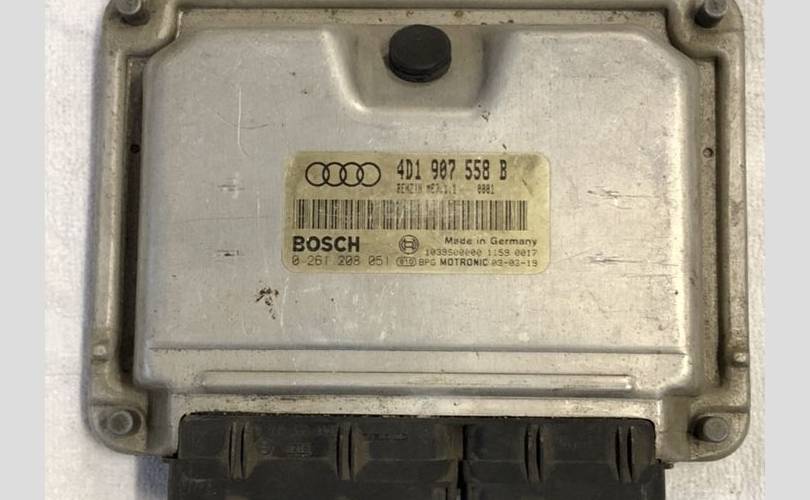 4D1 907 558 B
BENZIN ME7.1.1 0001
BOSCH
Made in Germany
1039S00000 1159 0017
0 261 208 051 010 BPG MOTRONIC 03-03-19